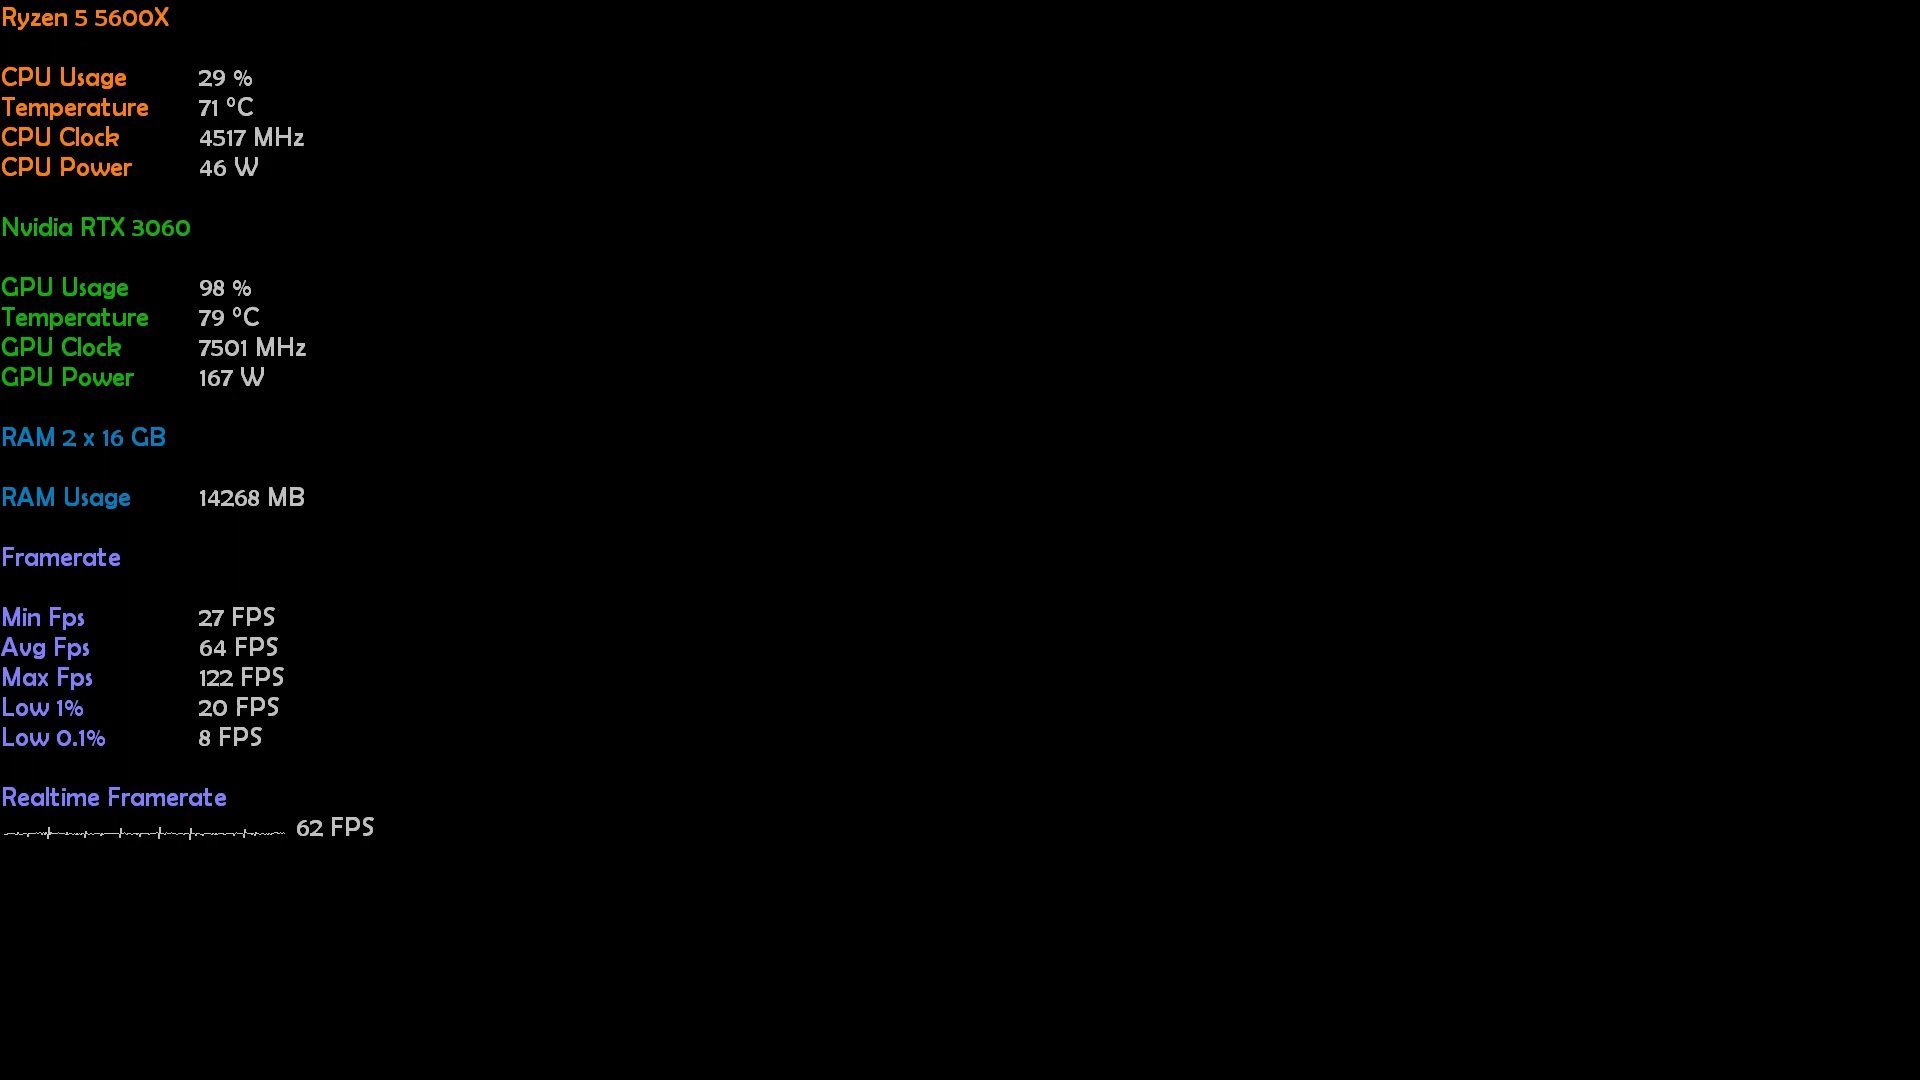 Ryzen 5 5600X
CPU Usage 29 %
Temperature 71 °C
CPU Clock 4517 MHz
CPU Power 46 W
Nvidia RTX 3060
GPU Usage 98 %
Temperature 79 °C
GPU Clock 7501 MHz
GPU Power 167 W
RAM 2 x 16 GB
RAM Usage 14268 MB
Framerate
Min Fps 27 FPS
Avg Fps 64 FPS
Max Fps 122 FPS
Low 1% 20 FPS
Low 0.1% 8 FPS
Realtime Framerate
62 FPS